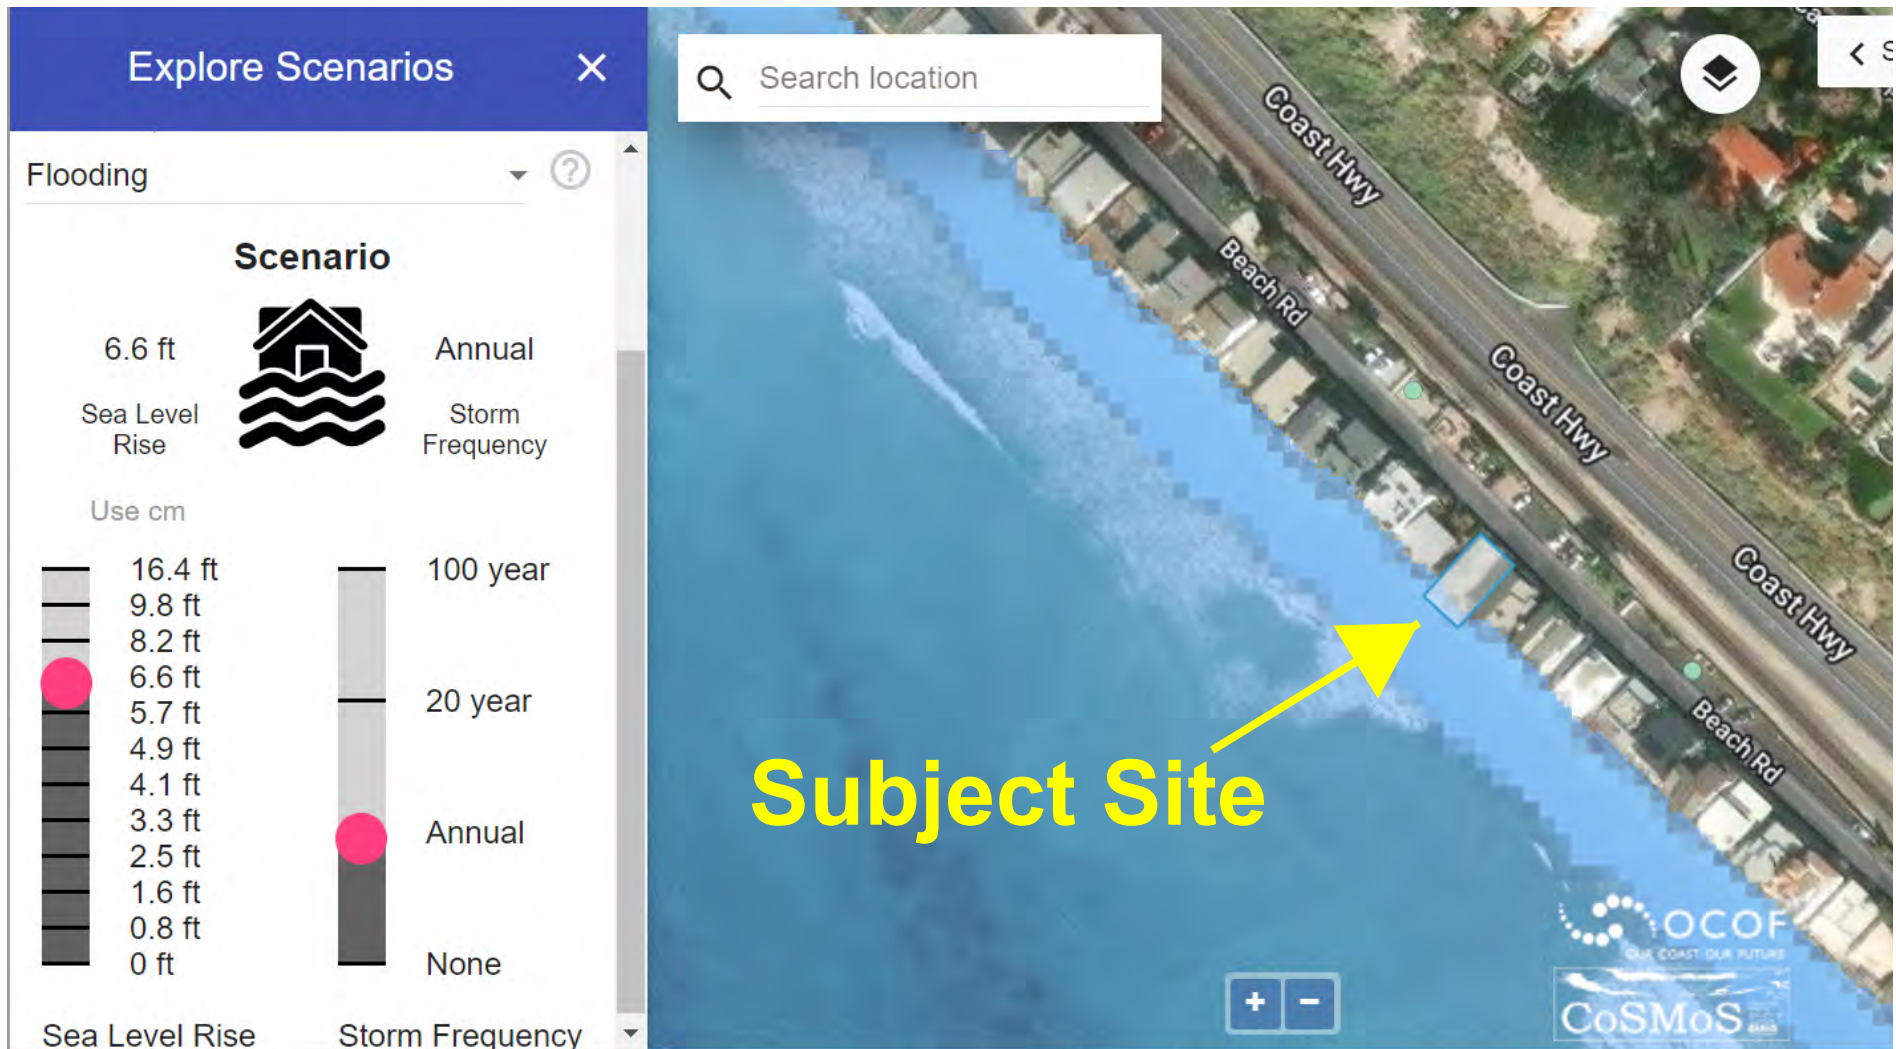 Explore Scenarios
Flooding
Scenario
6.6 ft
Annual
Sea Level
Rise
Storm
Frequency
Use cm
16.4 ft
9.8 ft
8.2 ft
6.6 ft
5.7 ft
4.9 ft
4.1 ft
3.3 ft
2.5 ft
1.6 ft
0.8 ft
0 ft
100 year
20 year
Annual
None
Sea Level Rise
Storm Frequency
Search location
Coast Hwy
Beach Rd
Coast Hwy
Coast Hwy
Beach Rd
Subject Site
OCOF
OUR COAST OUR FUTURE
CoSMoS